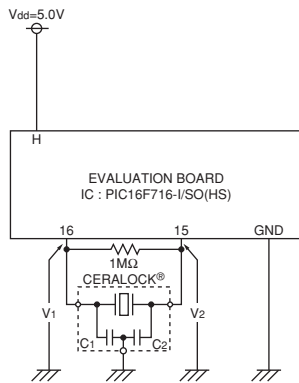 Vdd=5.0V
H
EVALUATION BOARD
IC : PIC16F716-I/SO(HS)
16
15
GND
1MΩ
CERALOCK®
V1
V2
C1
C2